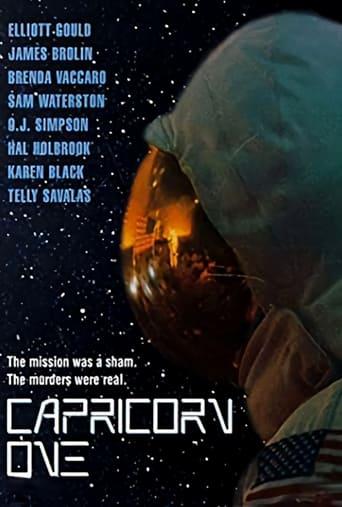 ELLIOTT GOULD
JAMES BROLIN
BRENDA VACCARO
SAM WATERSTON
O.J. SIMPSON
HAL HOLBROOK
KAREN BLACK
TELLY SAVALAS
The mission was a sham.
The murders were real.
CAPRICORN
ONE